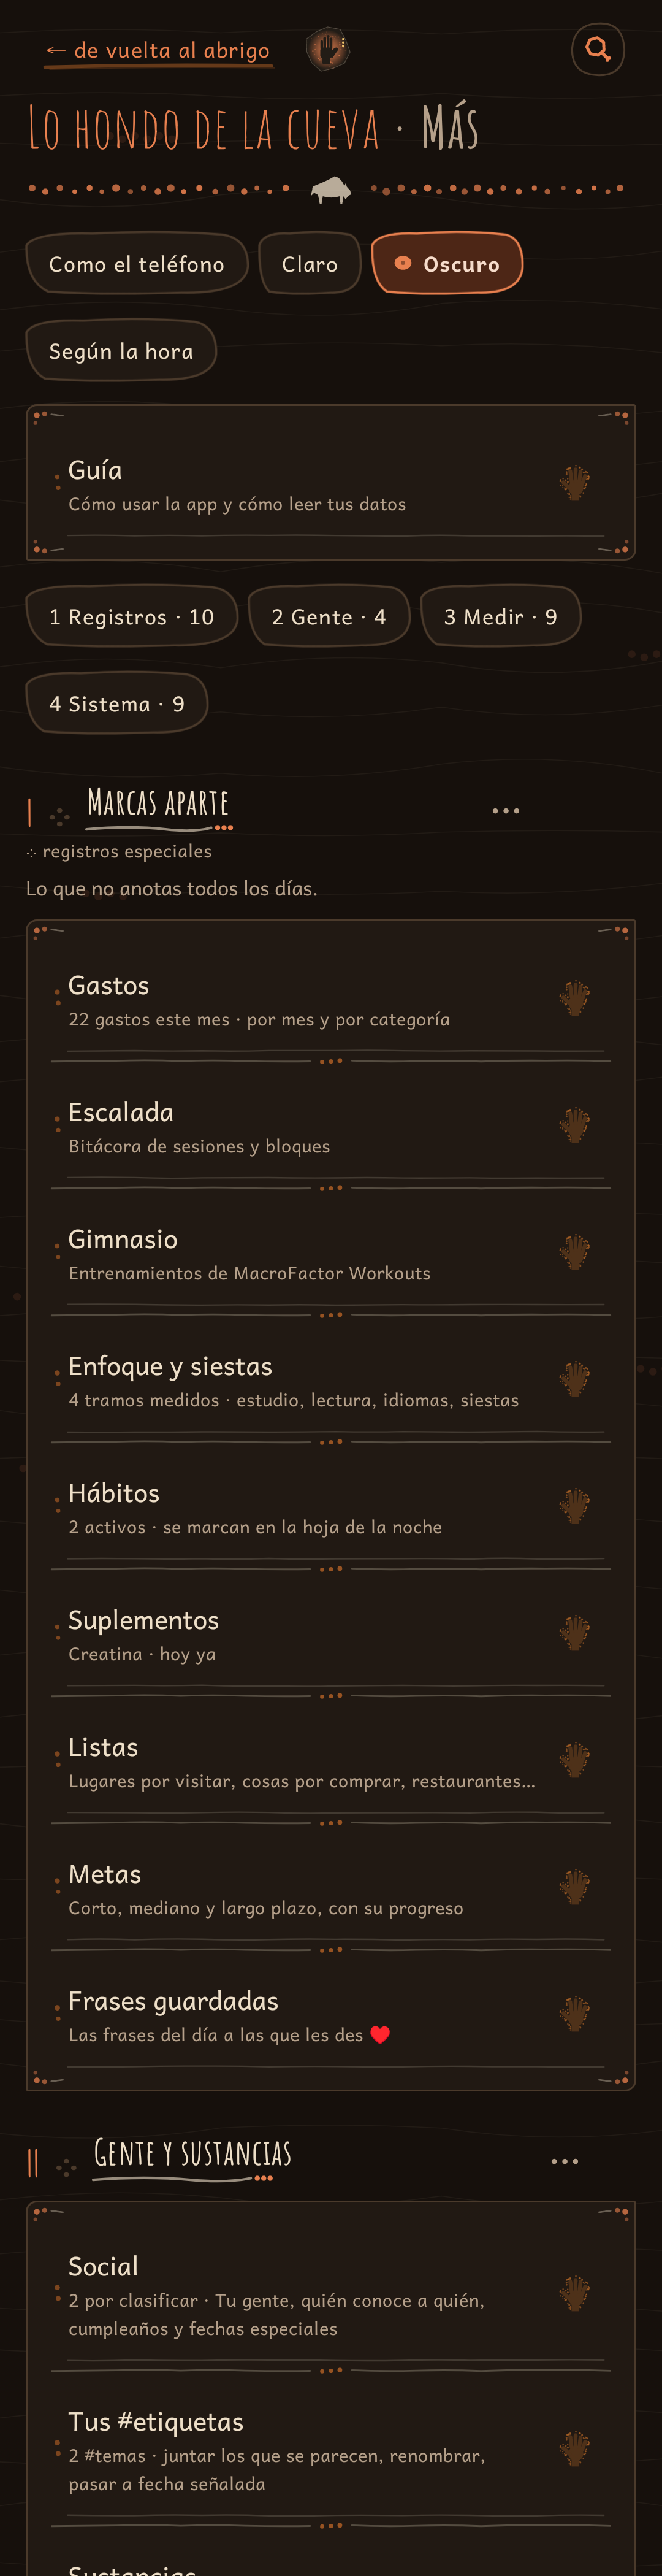 ← de vuelta al abrigo
Lo hondo de la cueva · Más
Como el teléfono
Claro
Oscuro
Según la hora
Guía
Cómo usar la app y cómo leer tus datos
1 Registros · 10
2 Gente · 4
3 Medir · 9
4 Sistema · 9
Marcas aparte
registros especiales
Lo que no anotas todos los días.
Gastos
22 gastos este mes · por mes y por categoría
Escalada
Bitácora de sesiones y bloques
Gimnasio
Entrenamientos de MacroFactor Workouts
Enfoque y siestas
4 tramos medidos · estudio, lectura, idiomas, siestas
Hábitos
2 activos · se marcan en la hoja de la noche
Suplementos
Creatina · hoy ya
Listas
Lugares por visitar, cosas por comprar, restaurantes…
Metas
Corto, mediano y largo plazo, con su progreso
Frases guardadas
Las frases del día a las que les des ❤️
Gente y sustancias
Social
2 por clasificar · Tu gente, quién conoce a quién,
cumpleaños y fechas especiales
Tus #etiquetas
2 #temas · juntar los que se parecen, renombrar,
pasar a fecha señalada
Sustancias